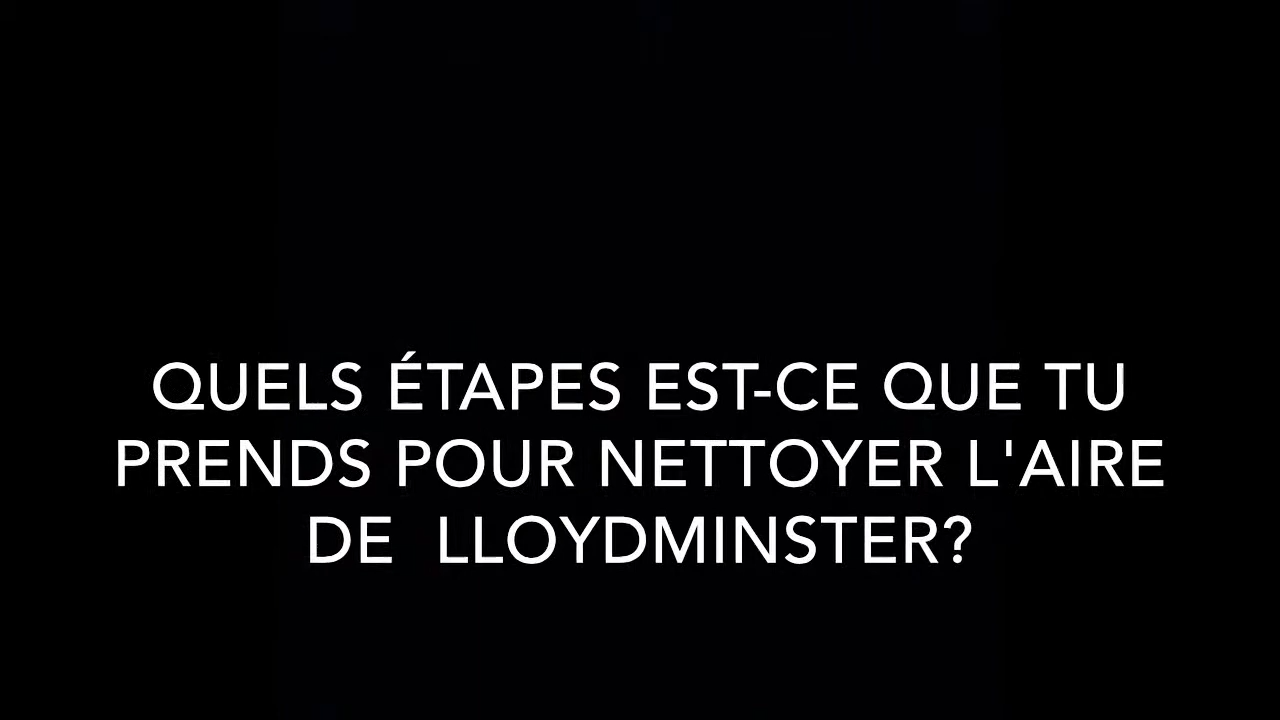 QUELS ÉTAPES EST-CE QUE TU
PRENDS POUR NETTOYER L'AIRE
DE LLOYDMINSTER?